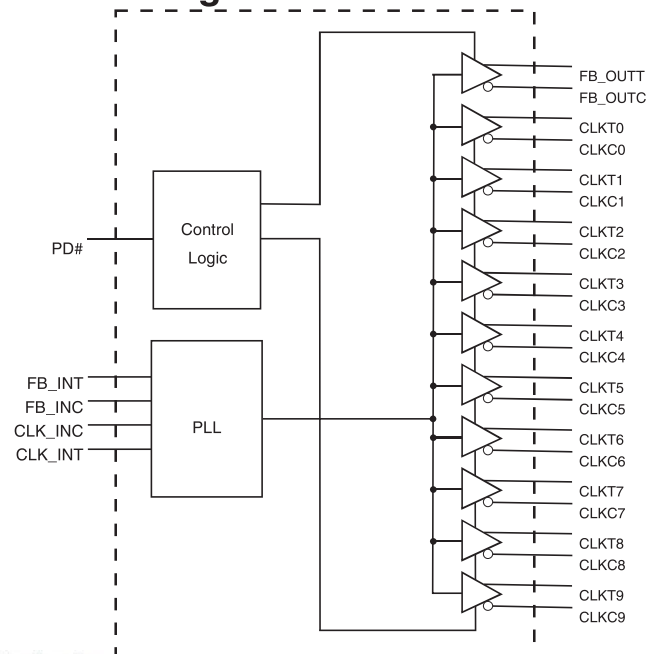 FB_OUTT
FB_OUTC
CLKT0
CLKC0
CLKT1
CLKC1
CLKT2
CLKC2
CLKT3
CLKC3
CLKT4
CLKC4
CLKT5
CLKC5
CLKT6
CLKC6
CLKT7
CLKC7
CLKT8
CLKC8
CLKT9
CLKC9
Control
Logic
PD#
PLL
FB_INT
FB_INC
CLK_INC
CLK_INT